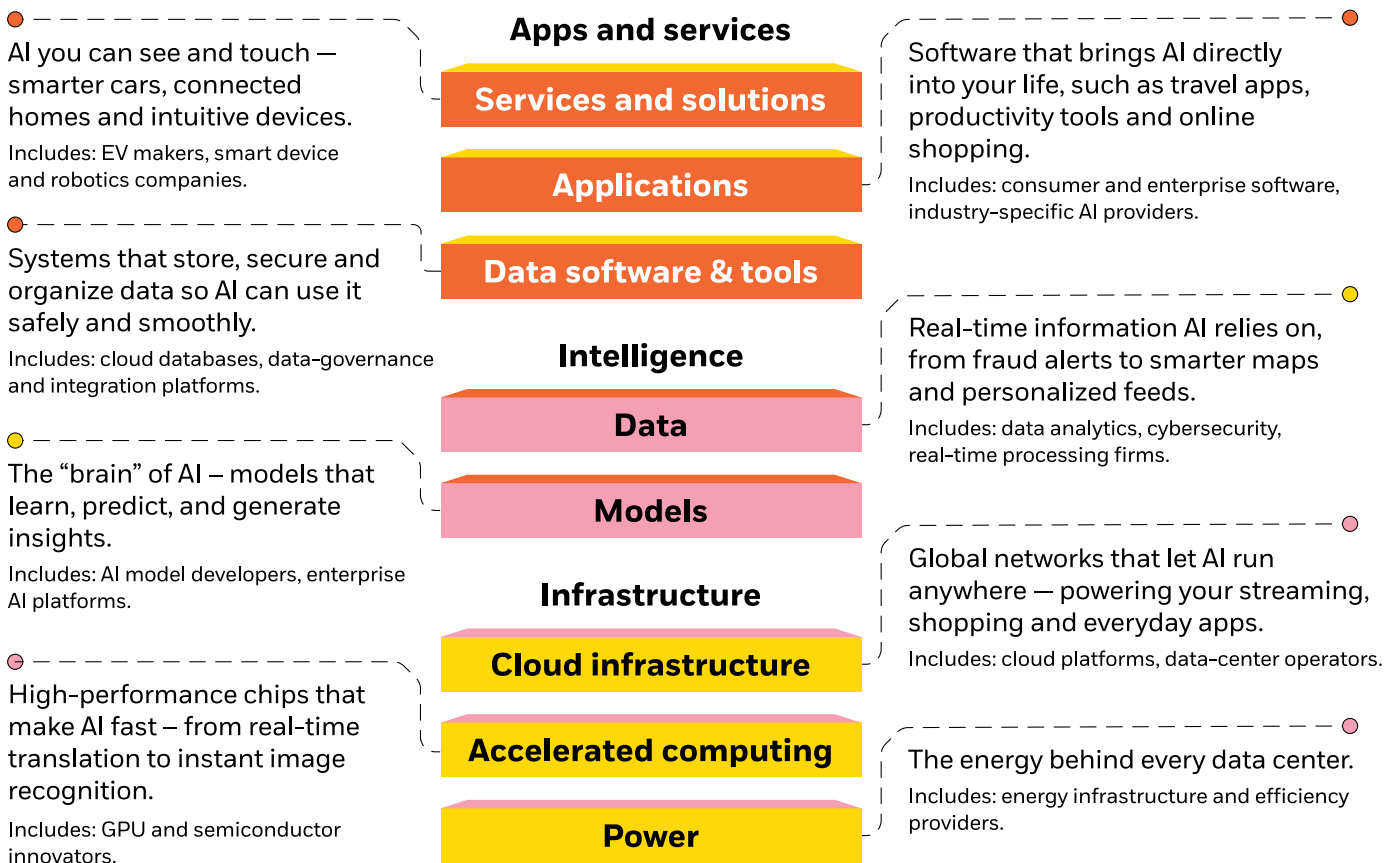 Apps and services
AI you can see and touch —
smarter cars, connected
homes and intuitive devices.
Includes: EV makers, smart device
and robotics companies.
Services and solutions
Software that brings AI directly
into your life, such as travel apps,
productivity tools and online
shopping.
Includes: consumer and enterprise software,
industry-specific AI providers.
Applications
Systems that store, secure and
organize data so AI can use it
safely and smoothly.
Includes: cloud databases, data-governance
and integration platforms.
Data software & tools
Intelligence
Real-time information AI relies on,
from fraud alerts to smarter maps
and personalized feeds.
Includes: data analytics, cybersecurity,
real-time processing firms.
Data
The “brain” of AI – models that
learn, predict, and generate
insights.
Includes: AI model developers, enterprise
AI platforms.
Models
Infrastructure
Global networks that let AI run
anywhere — powering your streaming,
shopping and everyday apps.
Includes: cloud platforms, data-center operators.
Cloud infrastructure
High-performance chips that
make AI fast – from real-time
translation to instant image
recognition.
Includes: GPU and semiconductor
innovators.
Accelerated computing
The energy behind every data center.
Includes: energy infrastructure and efficiency
providers.
Power